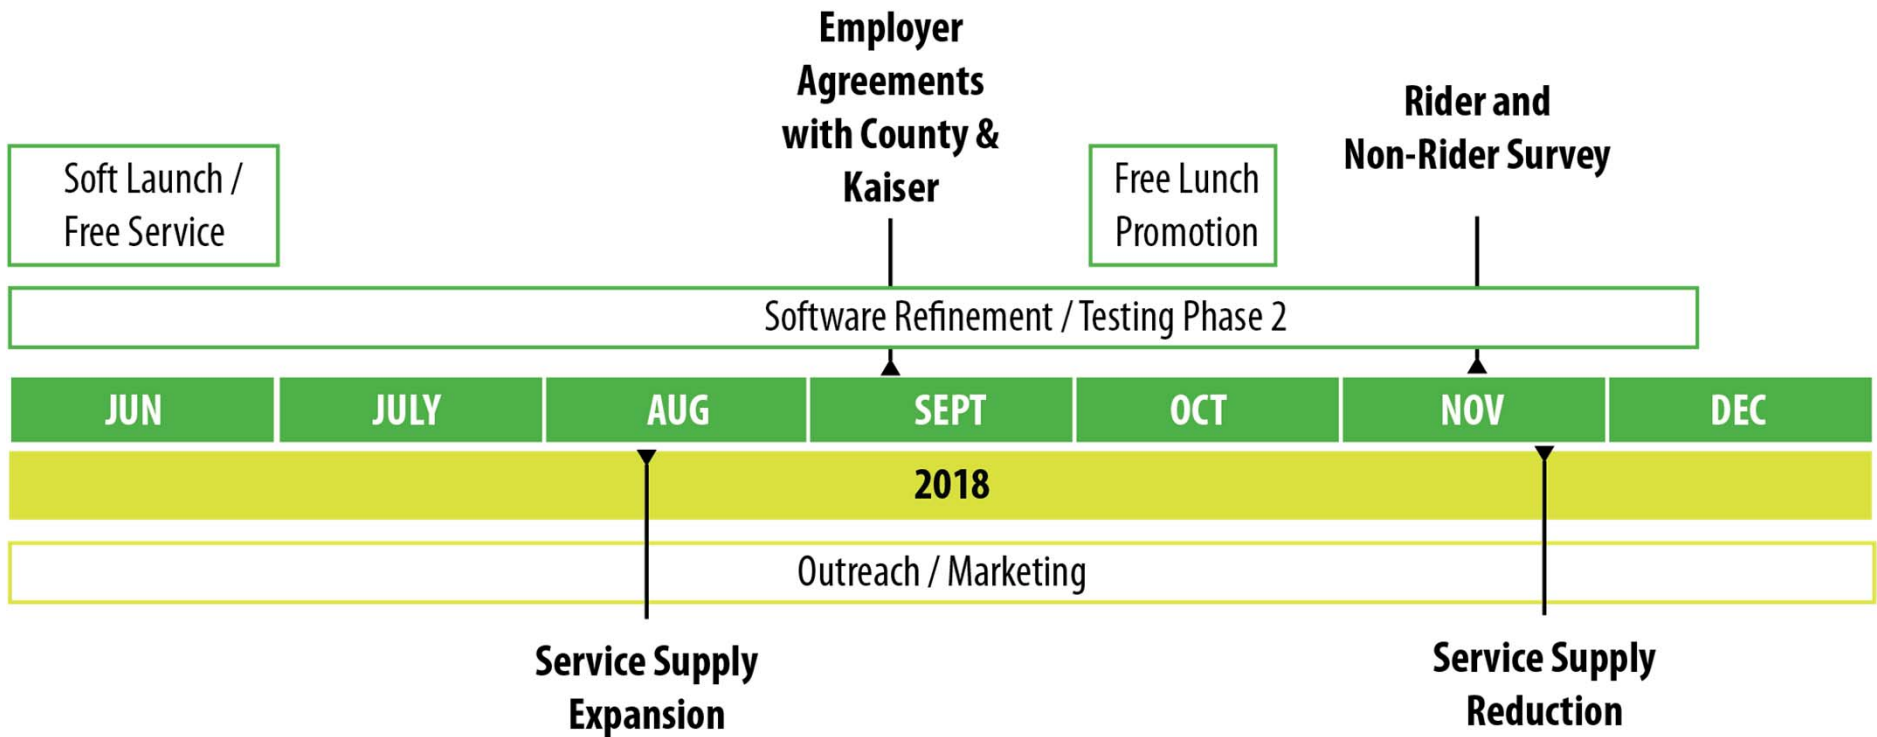 Employer
Agreements
with County &
Kaiser
Rider and
Non-Rider Survey
Soft Launch /
Free Service
Free Lunch
Promotion
Software Refinement / Testing Phase 2
JUN JULY AUG SEPT OCT NOV DEC
2018
Outreach / Marketing
Service Supply
Expansion
Service Supply
Reduction